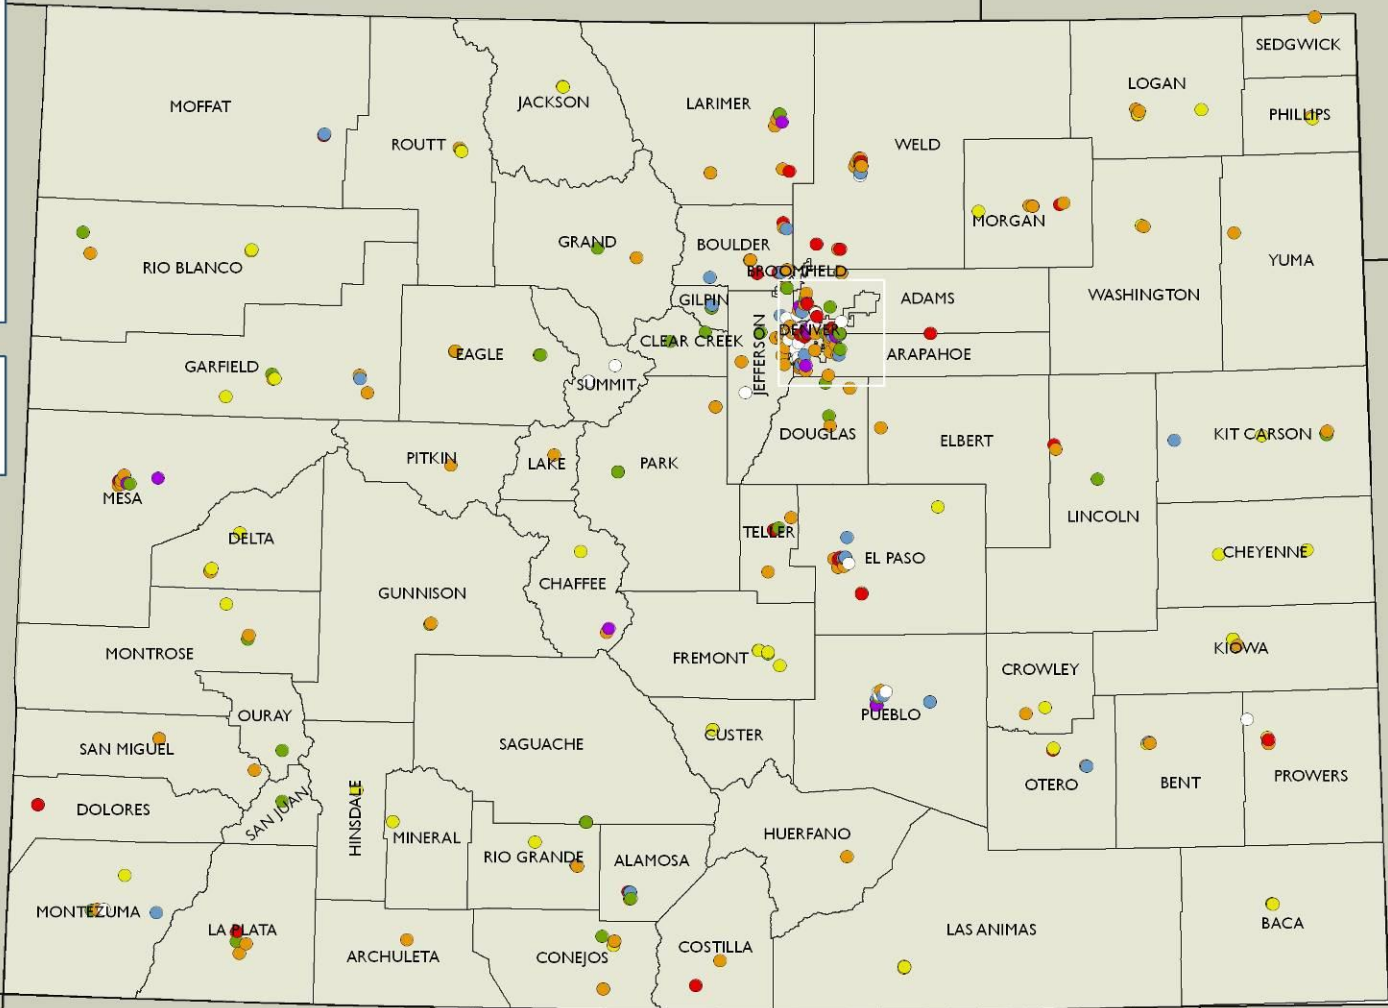 SEDGWICK
LOGAN
MOFFAT
JACKSON
LARIMER
PHILLIPS
ROUTT
WELD
MORGAN
GRAND
BOULDER
RIO BLANCO
YUMA
BROOMFIELD
GILPIN
ADAMS
WASHINGTON
DENVER
CLEAR CREEK
JEFFERSON
EAGLE
ARAPAHOE
GARFIELD
SUMMIT
DOUGLAS
ELBERT
KIT CARSON
PITKIN
LAKE
PARK
MESA
LINCOLN
TELLER
DELTA
CHEYENNE
EL PASO
CHAFFEE
GUNNISON
MONTROSE
FREMONT
KIOWA
CROWLEY
OURAY
PUEBLO
CUSTER
SAGUACHE
SAN MIGUEL
PROWERS
BENT
OTERO
DOLORES
SAN JUAN
HINSDALE
MINERAL
HUERFANO
RIO GRANDE
ALAMOSA
MONTEZUMA
BACA
LA PLATA
LAS ANIMAS
COSTILLA
ARCHULETA
CONEJOS